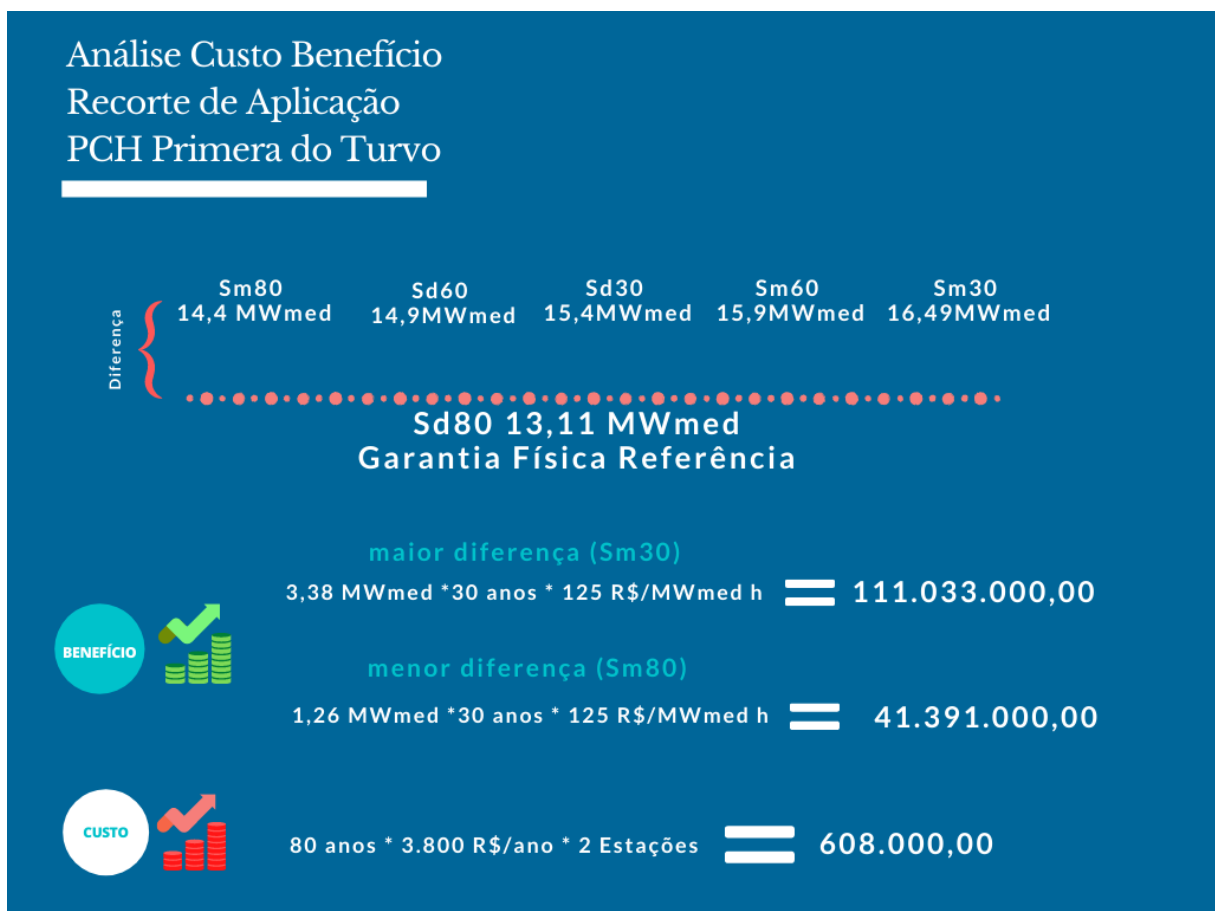 Análise Custo Benefício
Recorte de Aplicação
PCH Primera do Turvo
Diferença
Sm80
14,4 MWmed
Sd60
14,9MWmed
Sd30
15,4MWmed
Sm60
15,9MWmed
Sm30
16,49MWmed
Sd80 13,11 MWmed
Garantia Física Referência
BENEFÍCIO
maior diferença (Sm30)
3,38 MWmed *30 anos * 125 R$/MWmed h = 111.033.000,00
menor diferença (Sm80)
1,26 MWmed *30 anos * 125 R$/MWmed h = 41.391.000,00
CUSTO
80 anos * 3.800 R$/ano * 2 Estações = 608.000,00